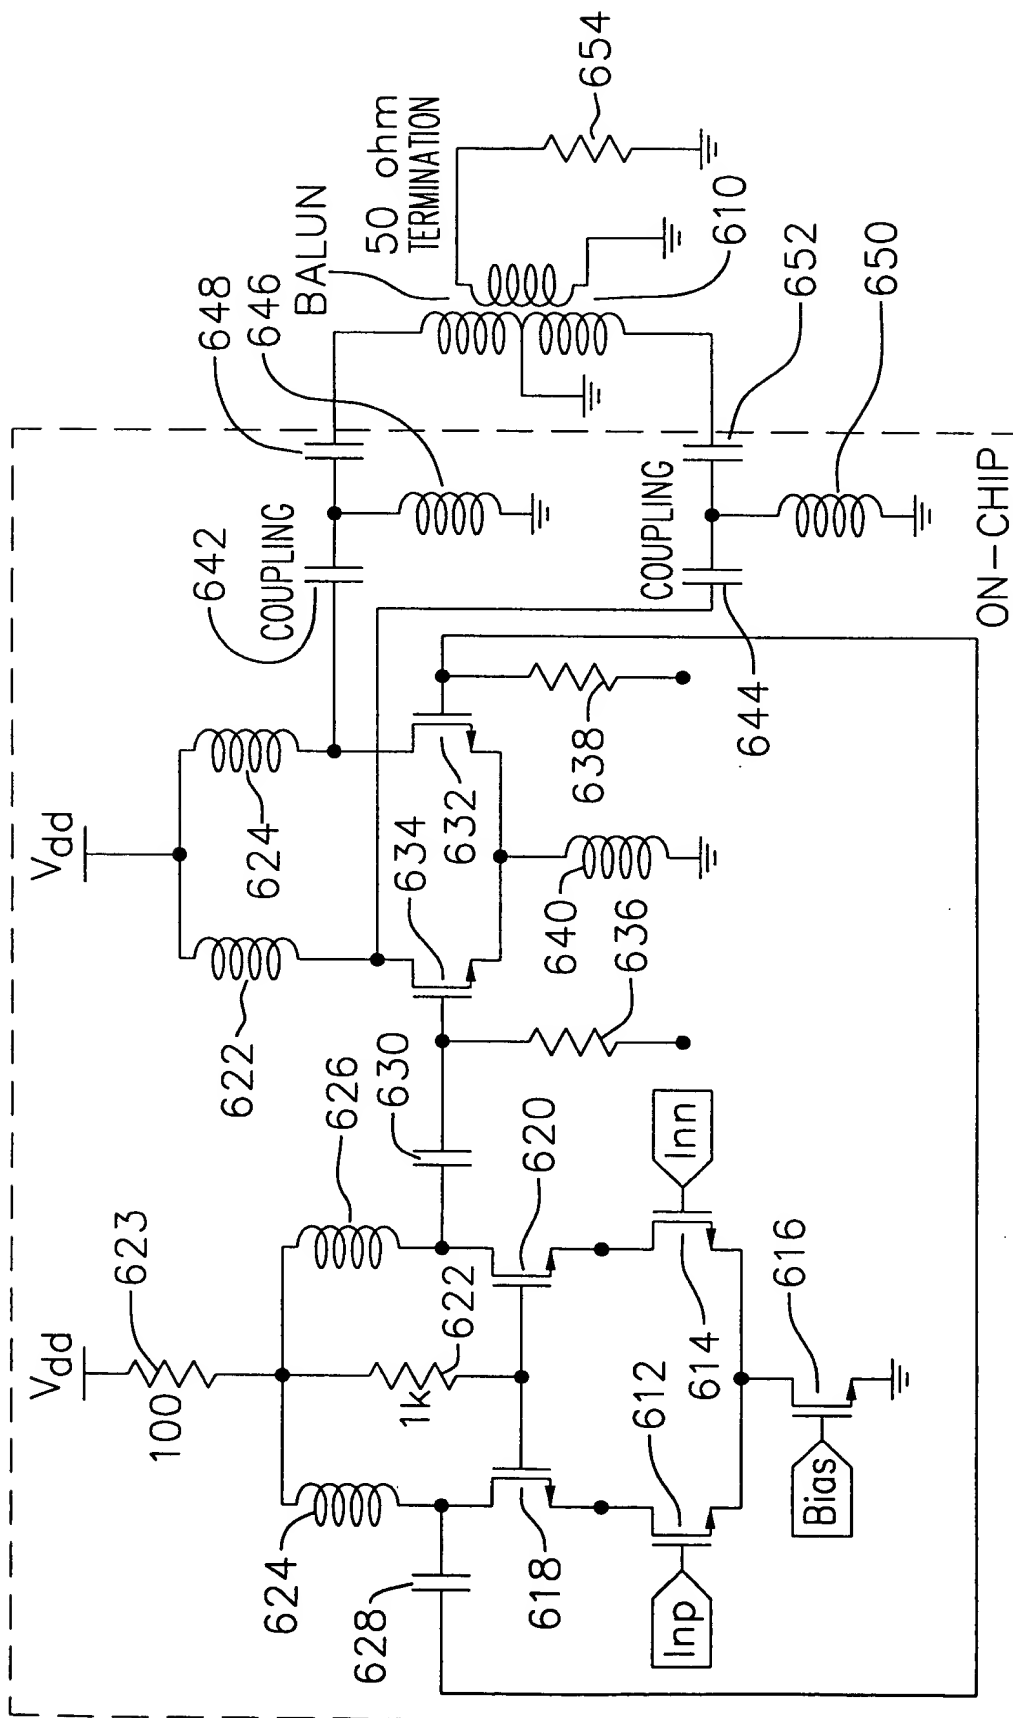 Vdd
623
100
624
626
628
630
1k
622
618
620
612
614
Inp
Inn
Bias
616
Vdd
622
624
634
632
636
638
640
642
COUPLING
648
646
BALUN
50 ohm
TERMINATION
654
610
COUPLING
644
652
650
ON-CHIP